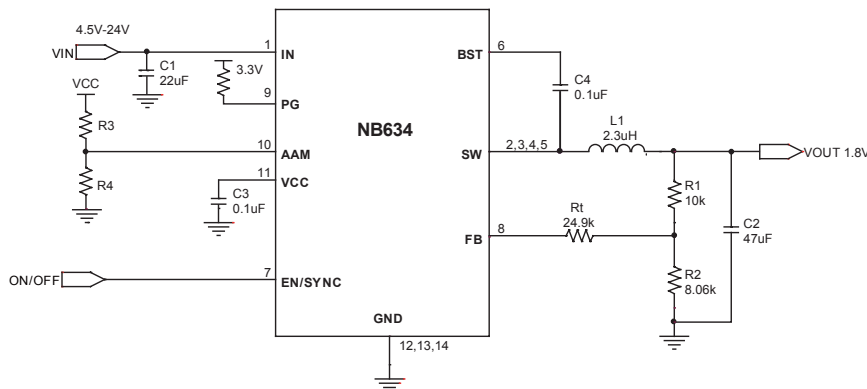 4.5V-24V
VIN
C1
22uF
1
IN
3.3V
9
PG
VCC
R3
10
AAM
R4
11
VCC
C3
0.1uF
ON/OFF
7
EN/SYNC
NB634
GND
12,13,14
BST
6
C4
0.1uF
SW
2,3,4,5
L1
2.3uH
VOUT 1.8V
R1
10k
Rt
24.9k
FB
8
C2
47uF
R2
8.06k